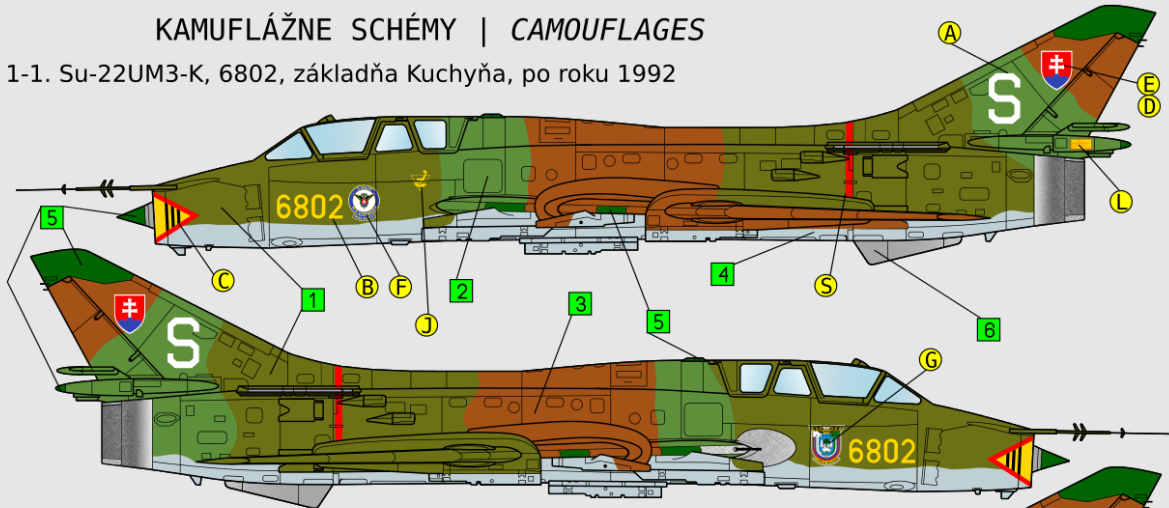 KAMUFLÁŽNE SCHÉMY | CAMOUFLAGES
1-1. Su-22UM3-K, 6802, základňa Kuchyňa, po roku 1992
A
S
E
D
L
6802
5
C
1
B
F
J
2
3
5
4
S
6
S
G
6802